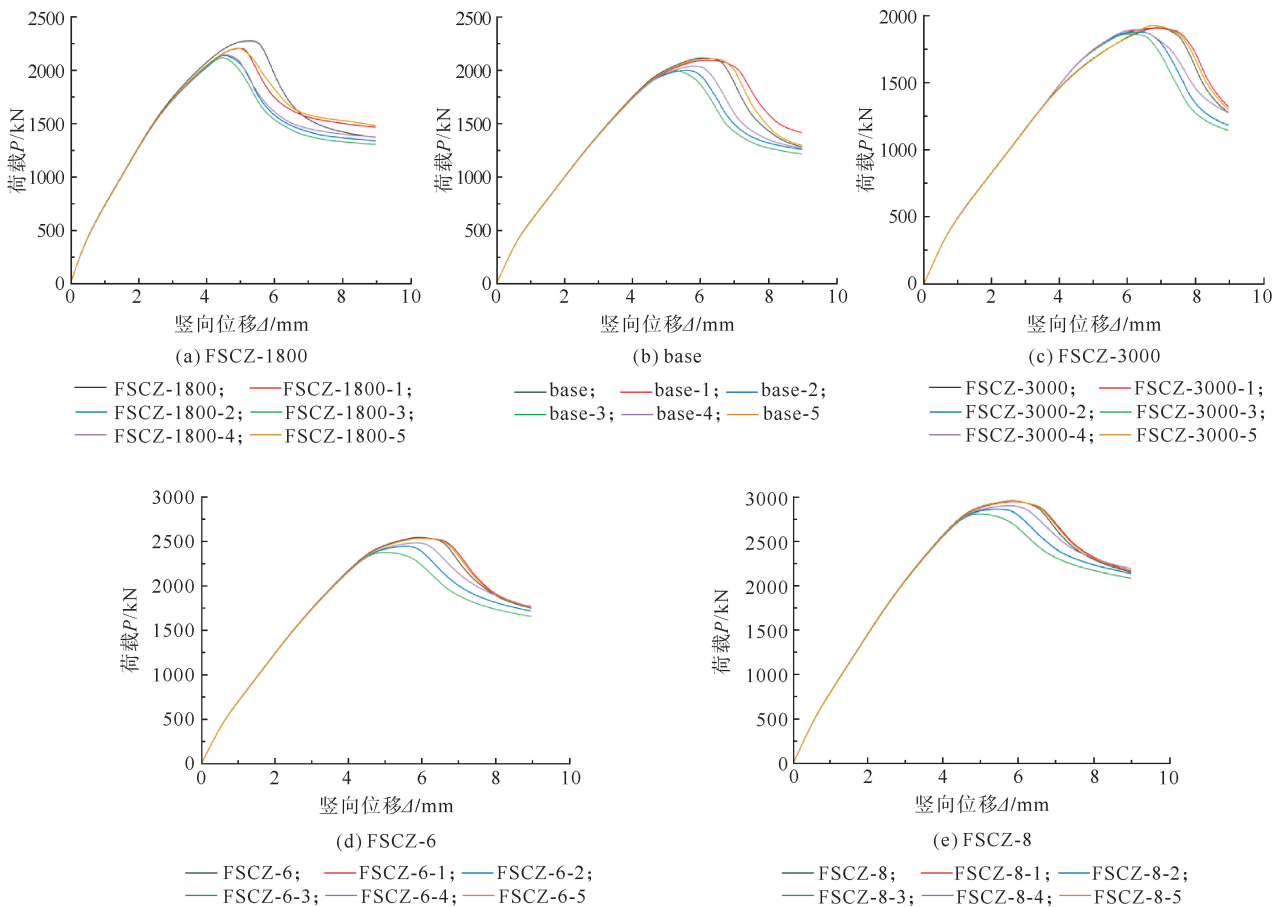 荷载P/kN
2500
2000
1500
1000
500
0
0 2 4 6 8 10
竖向位移Δ/mm
(a) FSCZ-1800
FSCZ-1800; FSCZ-1800-1;
FSCZ-1800-2; FSCZ-1800-3;
FSCZ-1800-4; FSCZ-1800-5
荷载P/kN
2500
2000
1500
1000
500
0
0 2 4 6 8 10
竖向位移Δ/mm
(b) base
base; base-1; base-2;
base-3; base-4; base-5
荷载P/kN
2000
1500
1000
500
0
0 2 4 6 8 10
竖向位移Δ/mm
(c) FSCZ-3000
FSCZ-3000; FSCZ-3000-1;
FSCZ-3000-2; FSCZ-3000-3;
FSCZ-3000-4; FSCZ-3000-5
荷载P/kN
3000
2500
2000
1500
1000
500
0
0 2 4 6 8 10
竖向位移Δ/mm
(d) FSCZ-6
FSCZ-6; FSCZ-6-1; FSCZ-6-2;
FSCZ-6-3; FSCZ-6-4; FSCZ-6-5
荷载P/kN
3000
2500
2000
1500
1000
500
0
0 2 4 6 8 10
竖向位移Δ/mm
(e) FSCZ-8
FSCZ-8; FSCZ-8-1; FSCZ-8-2;
FSCZ-8-3; FSCZ-8-4; FSCZ-8-5